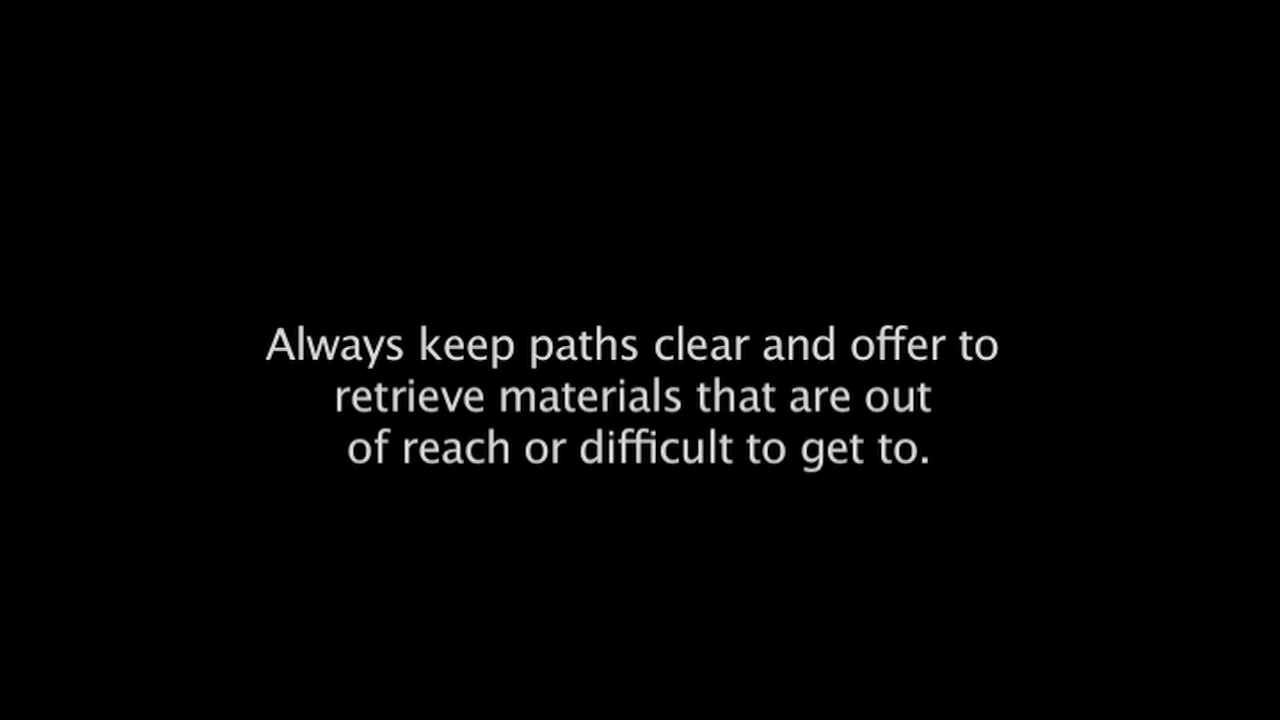 Always keep paths clear and offer to
retrieve materials that are out
of reach or difficult to get to.